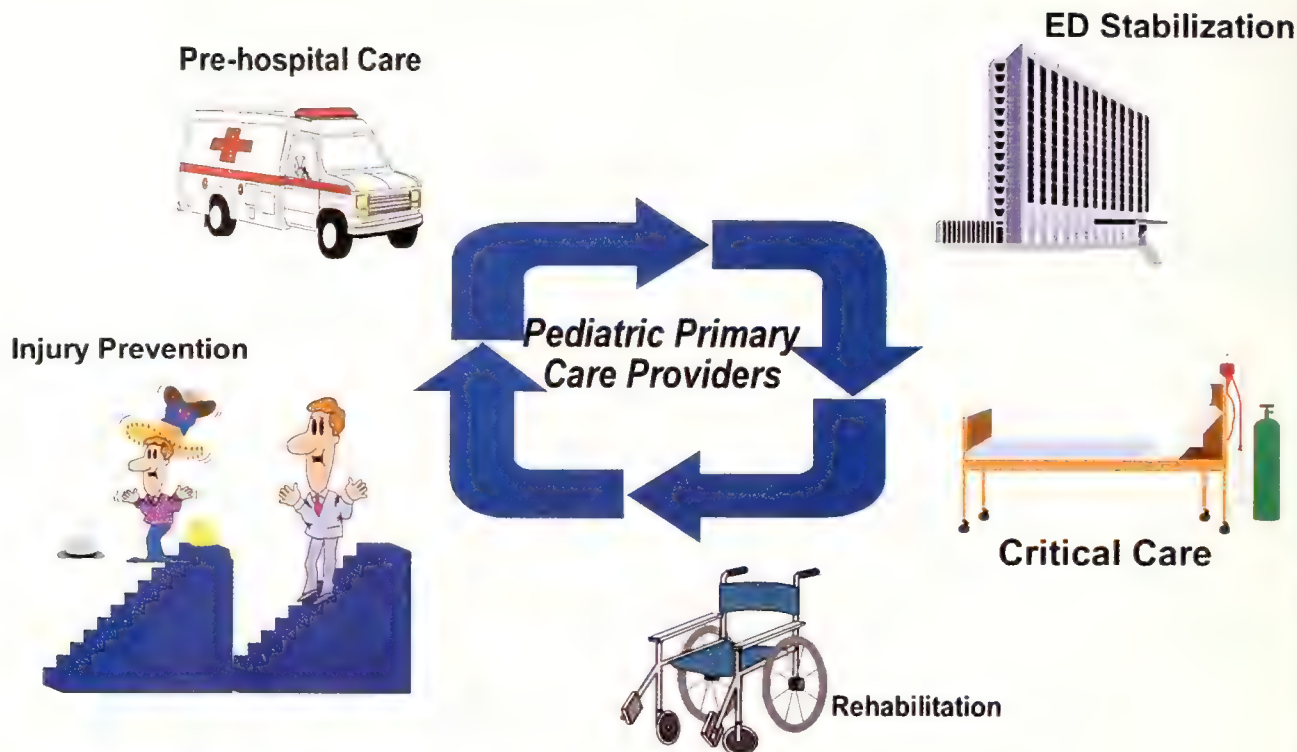 ED Stabilization
Pre-hospital Care
Pediatric Primary
Care Providers
Injury Prevention
Critical Care
Rehabilitation